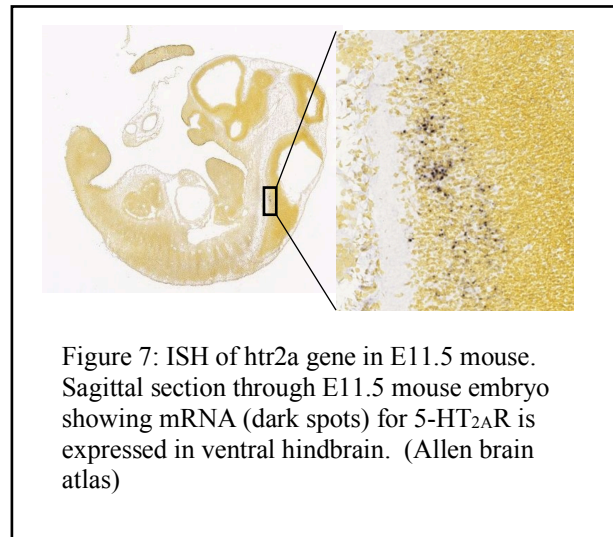 Figure 7: ISH of htr2a gene in E11.5 mouse.
Sagittal section through E11.5 mouse embryo
showing mRNA (dark spots) for 5-HT2AR is
expressed in ventral hindbrain.  (Allen brain
atlas)